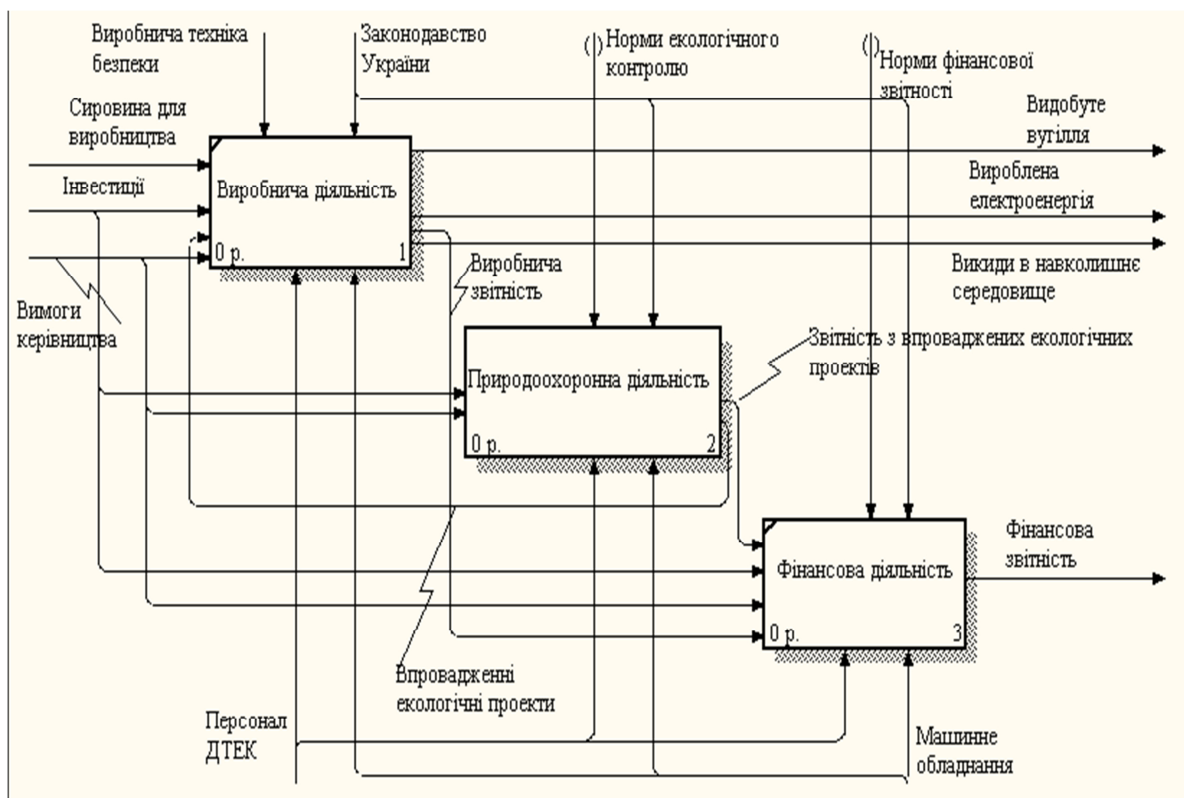 Виробнича техніка
безпеки
Законодавство
України
Норми екологічного
контролю
Норми фінансової
звітності
Сировина для
виробництва
Видобуте
вугілля
Інвестиції
Виробнича діяльність
0 р.
1
Вироблена
електроенергія
Вимоги
керівництва
Виробнича
звітність
Викиди в навколишнє
середовище
Природоохоронна діяльність
0 р.
2
Звітність з впроваджених екологічних
проектів
Фінансова діяльність
0 р.
3
Фінансова
звітність
Впровадженні
екологічні проекти
Персонал
ДТЕК
Машинне
обладнання